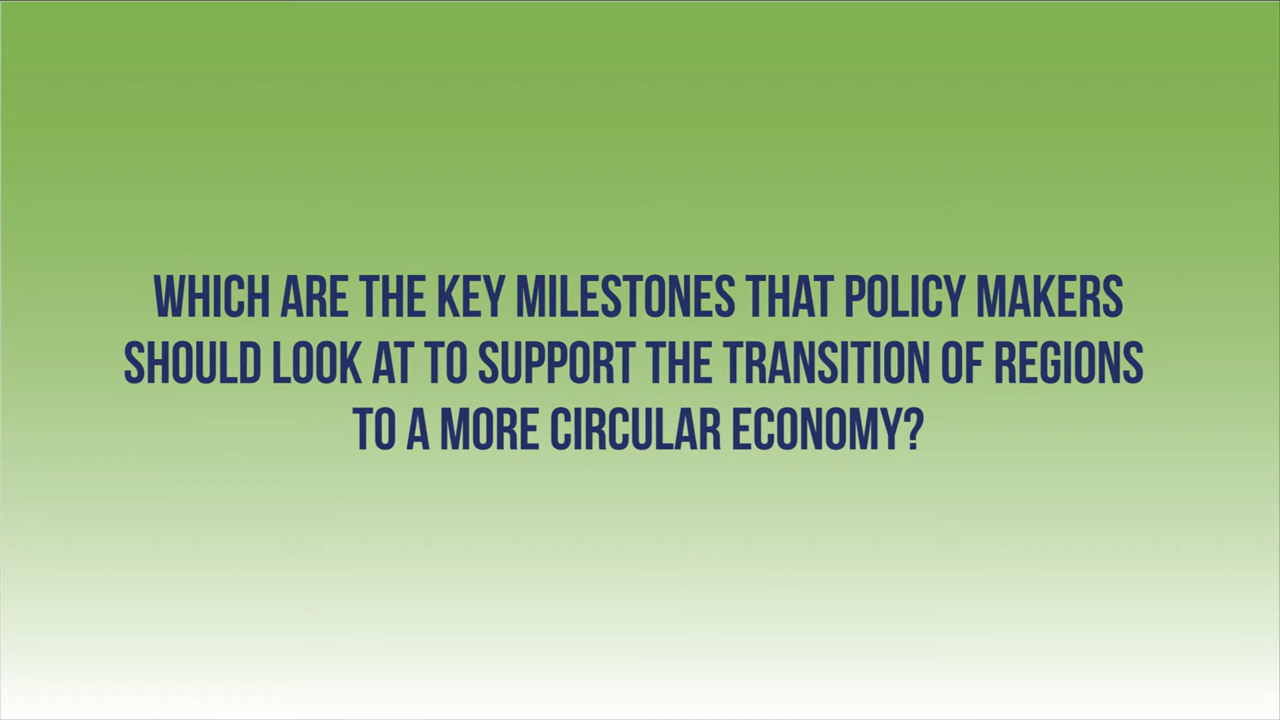 WHICH ARE THE KEY MILESTONES THAT POLICY MAKERS
SHOULD LOOK AT TO SUPPORT THE TRANSITION OF REGIONS
TO A MORE CIRCULAR ECONOMY?